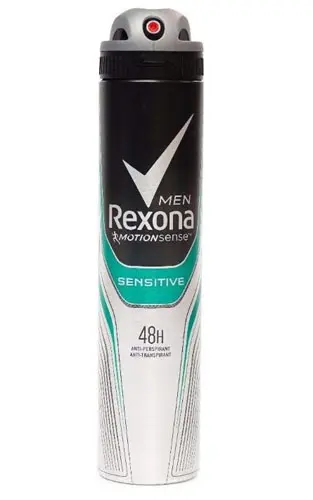 MEN
Rexona
MOTIONSENSE™
SENSITIVE
48H
ANTI-PERSPIRANT
ANTI-TRANSPIRANT